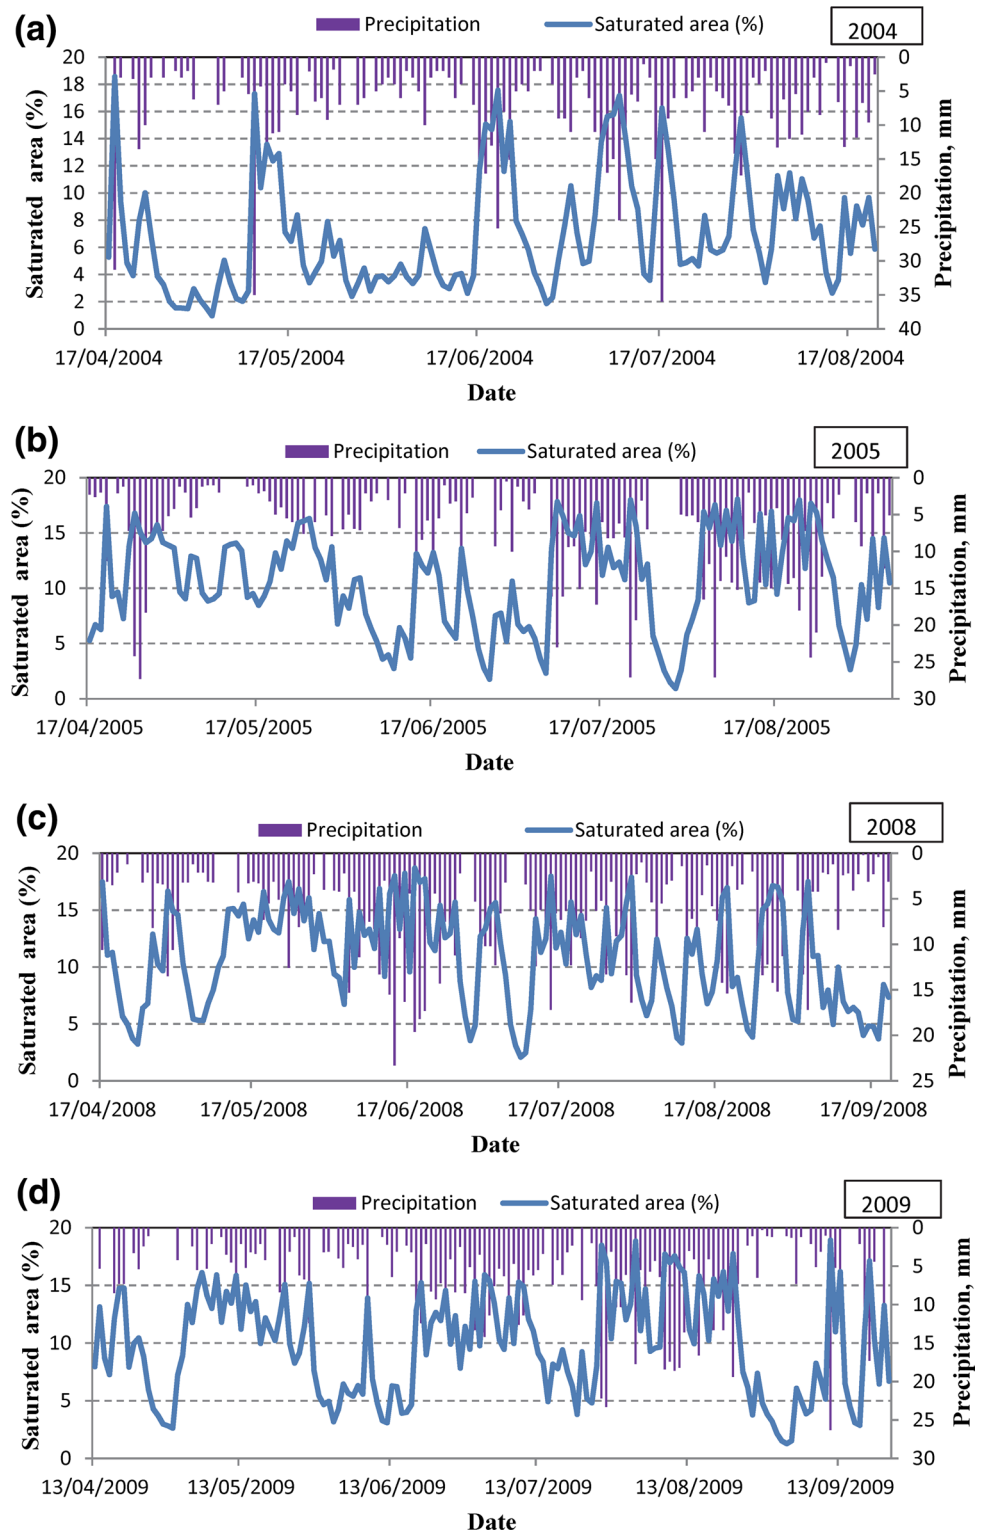 (a)
Precipitation
Saturated area (%)
2004
20 18 16 14 12 10 8 6 4 2 0
Saturated area (%)
0 5 10 15 20 25 30 35 40
Precipitation, mm
17/04/2004 17/05/2004 17/06/2004 17/07/2004 17/08/2004
Date
(b)
Precipitation
Saturated area (%)
2005
20 15 10 5 0
Saturated area (%)
0 5 10 15 20 25 30
Precipitation, mm
17/04/2005 17/05/2005 17/06/2005 17/07/2005 17/08/2005
Date
(c)
Precipitation
Saturated area (%)
2008
20 15 10 5 0
Saturated area (%)
0 5 10 15 20 25
Precipitation, mm
17/04/2008 17/05/2008 17/06/2008 17/07/2008 17/08/2008 17/09/2008
Date
(d)
Precipitation
Saturated area (%)
2009
20 15 10 5 0
Saturated area (%)
0 5 10 15 20 25 30
Precipitation, mm
13/04/2009 13/05/2009 13/06/2009 13/07/2009 13/08/2009 13/09/2009
Date